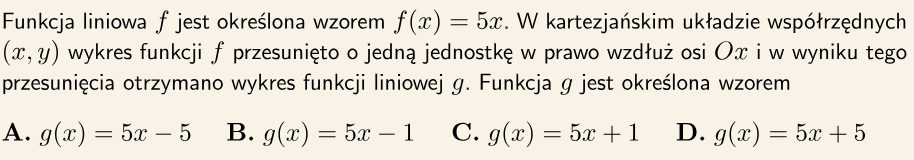 Funkcja liniowa f jest określona wzorem f(x) = 5x. W kartezjańskim układzie współrzędnych
(x, y) wykres funkcji f przesunięto o jedną jednostkę w prawo wzdłuż osi Ox i w wyniku tego
przesunięcia otrzymano wykres funkcji liniowej g. Funkcja g jest określona wzorem
A. g(x) = 5x − 5 B. g(x) = 5x − 1 C. g(x) = 5x + 1 D. g(x) = 5x + 5